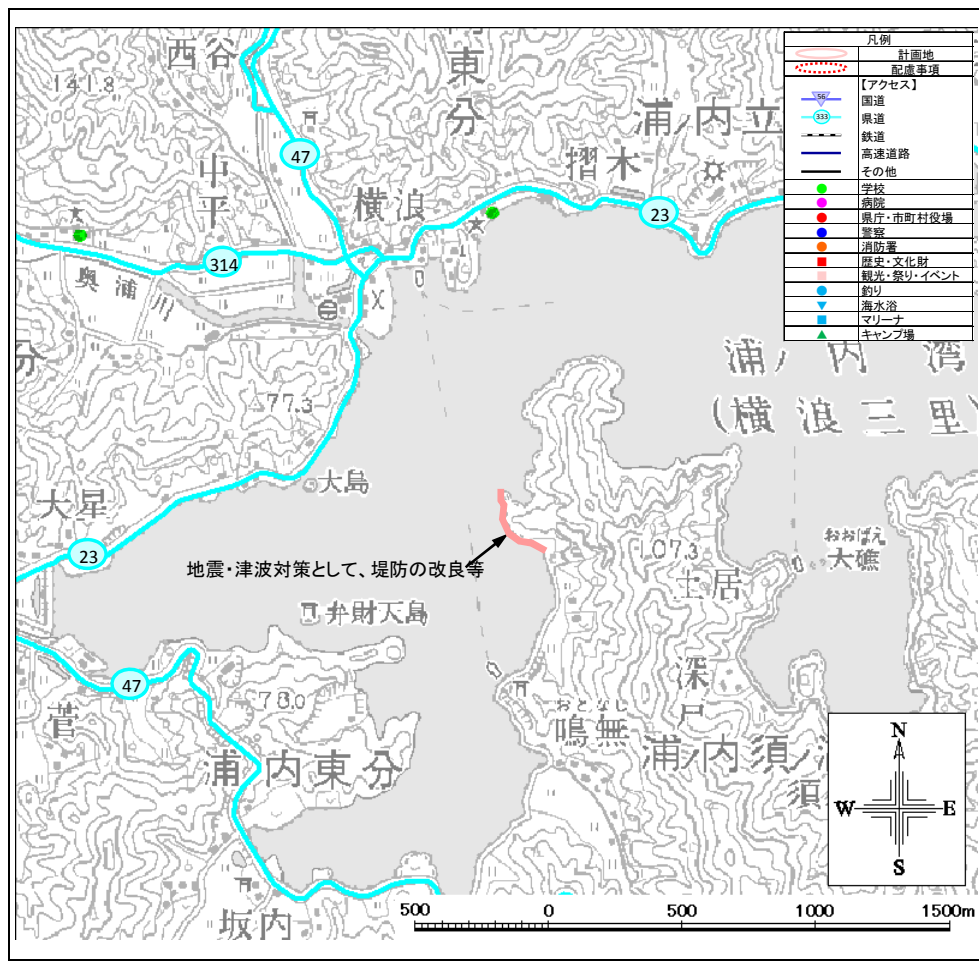 凡例
計画地
配慮事項
【アクセス】
56
国道
333
県道
鉄道
高速道路
その他
学校
病院
県庁・市町村役場
警察
消防署
歴史・文化財
観光・祭り・イベント
釣り
海水浴
マリーナ
キャンプ場
西谷
東分
141.3
浦ノ内立
47
摺木
中平
横浪
23
314
奥浦川
分
浦ノ内湾
(横浪三里)
77.3
大島
大星
23
107.3
おおばえ
大礁
地震・津波対策として、堤防の改良等
土居
弁財天島
47
深戸
78.0
おとなし
鳴無
菅
浦内東分
浦ノ内須ノ
須
坂内
N
W
E
S
500
0
500
1000
1500m